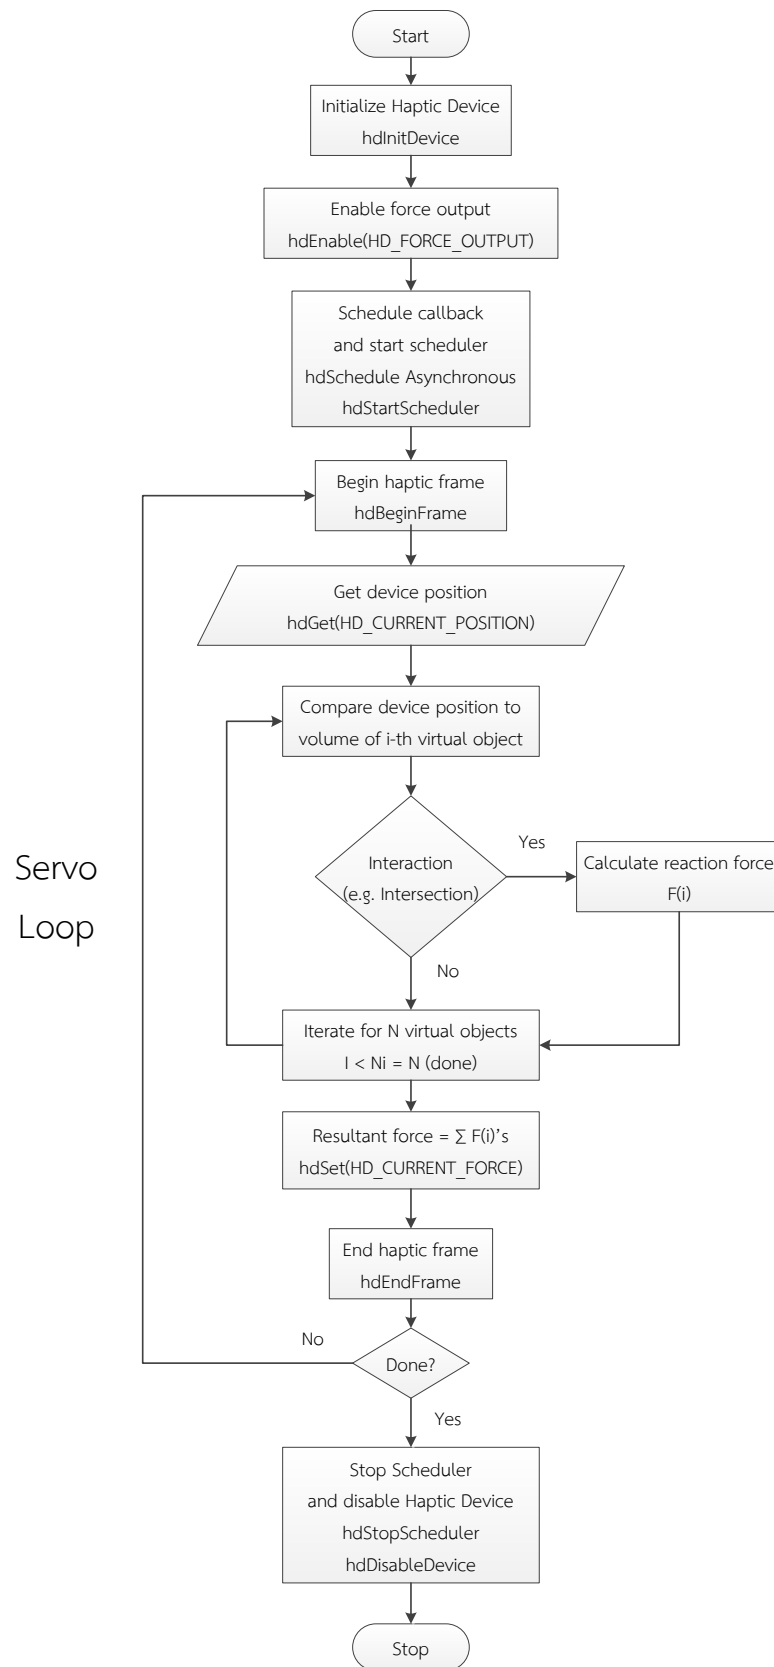 Start
Initialize Haptic Device
hdInitDevice
Enable force output
hdEnable(HD_FORCE_OUTPUT)
Schedule callback
and start scheduler
hdSchedule Asynchronous
hdStartScheduler
Begin haptic frame
hdBeginFrame
Get device position
hdGet(HD_CURRENT_POSITION)
Compare device position to
volume of i-th virtual object
Interaction
(e.g. Intersection)
Yes
Calculate reaction force
F(i)
No
Servo
Loop
Iterate for N virtual objects
I < Ni = N (done)
Resultant force = ∑ F(i)’s
hdSet(HD_CURRENT_FORCE)
End haptic frame
hdEndFrame
No
Done?
Yes
Stop Scheduler
and disable Haptic Device
hdStopScheduler
hdDisableDevice
Stop